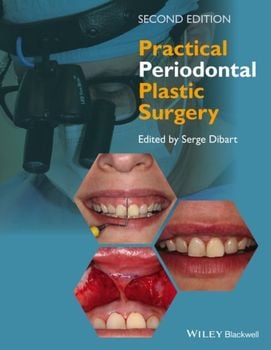 SECOND EDITION
Practical
Periodontal
Plastic
Surgery
Edited by Serge Dibart
WILEY Blackwell